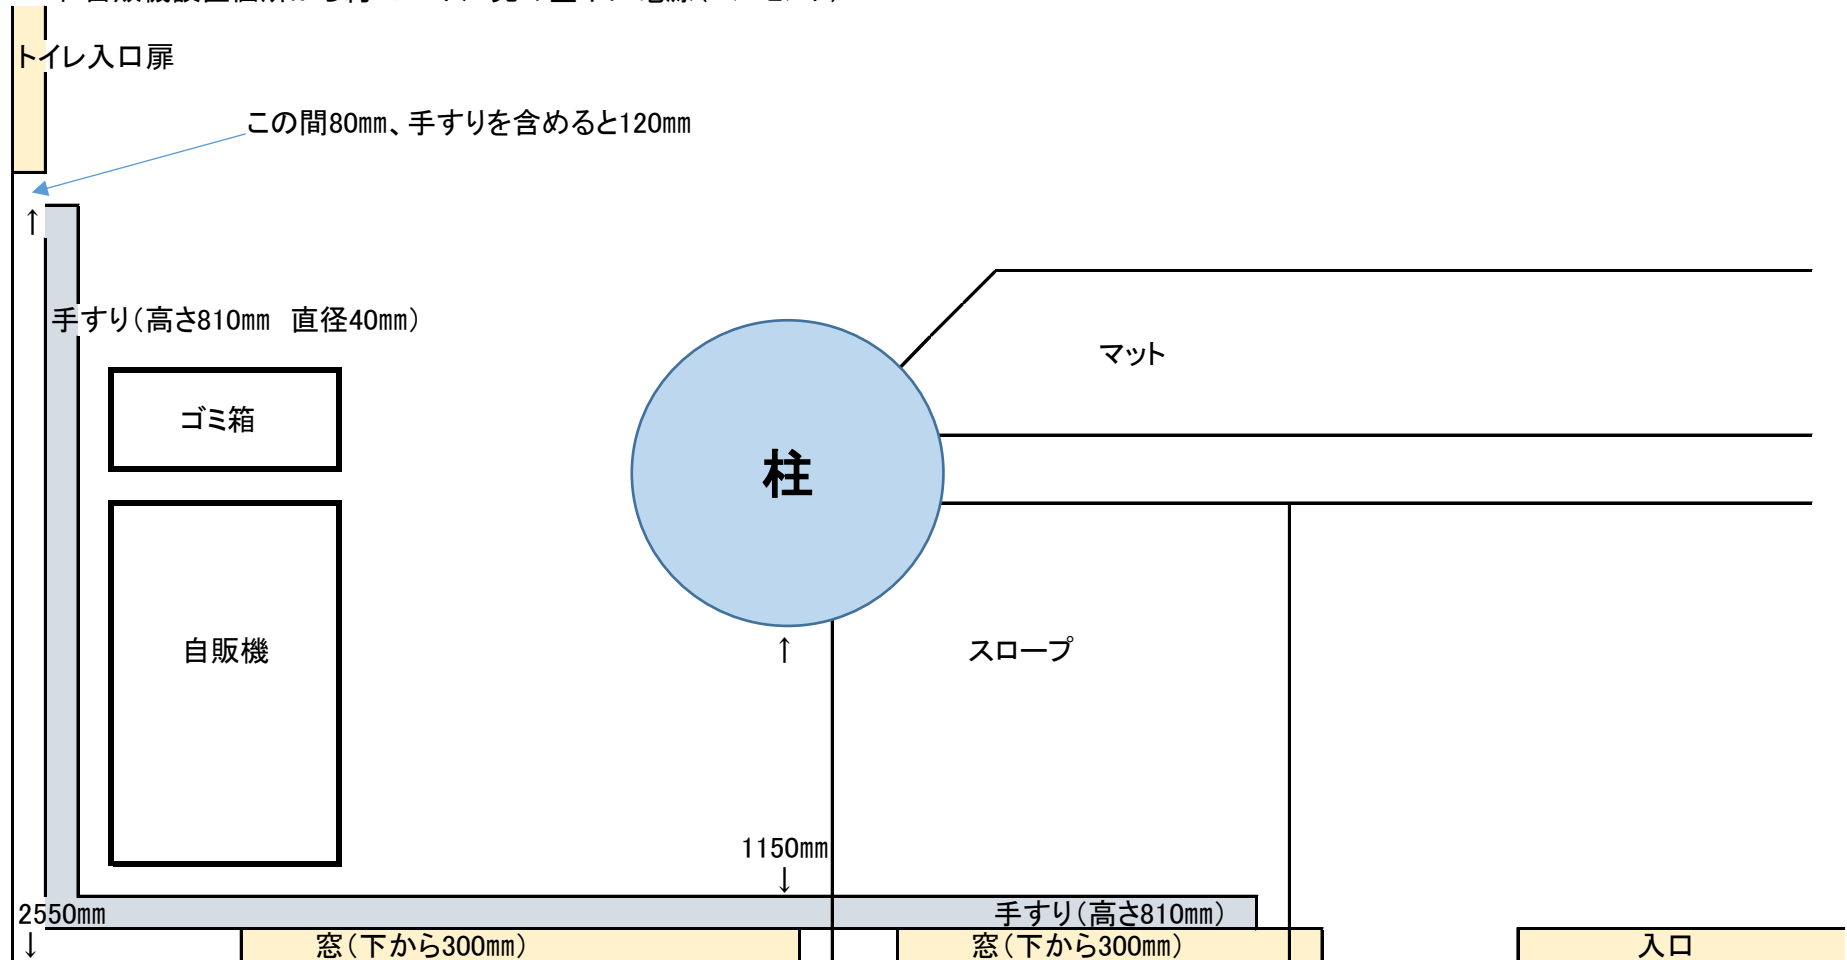 トイレ入口扉
この間80㎜、手すりを含めると120㎜
↑
手すり(高さ810㎜　直径40㎜)
マット
ゴミ箱
柱
自販機
↑
スロープ
1150㎜
↓
2550㎜
手すり(高さ810㎜)
↓
窓(下から300㎜)
窓(下から300㎜)
入口